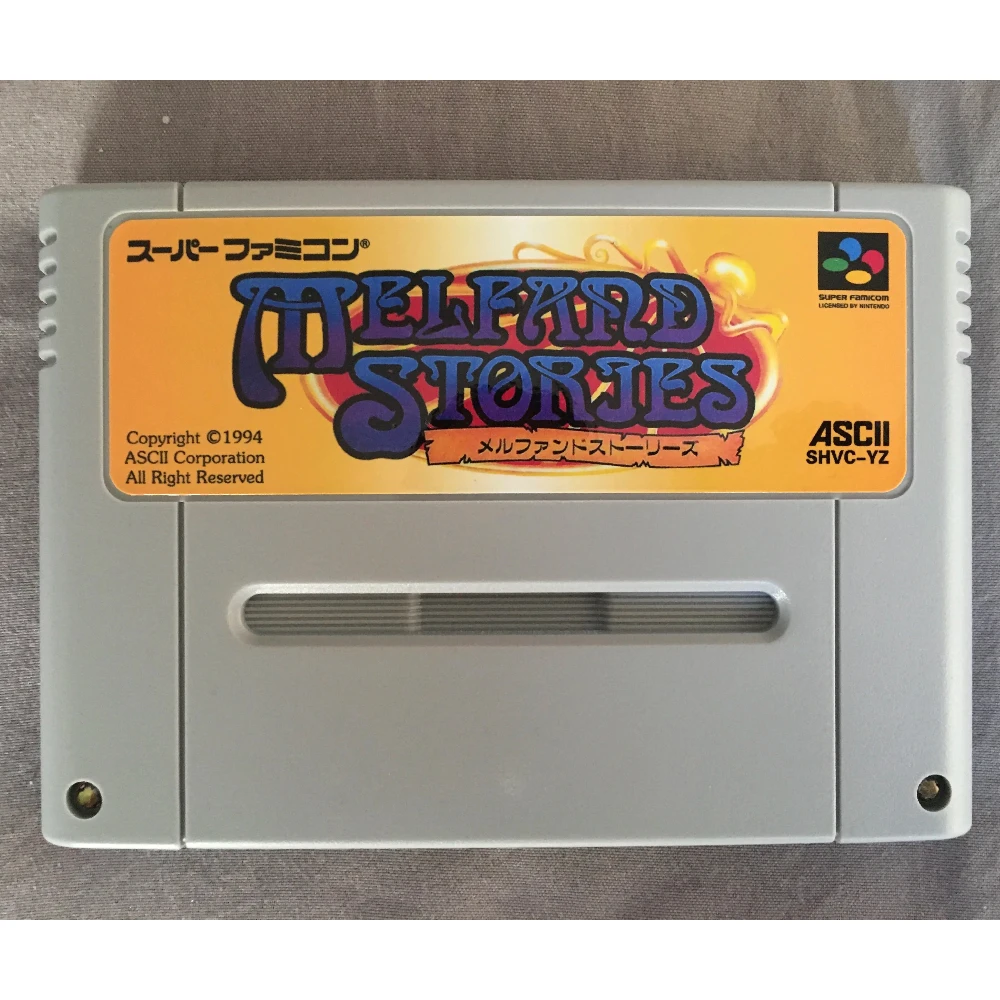 スーパーファミコン®
MELFAND
STORIES
メルファンドストーリーズ
SUPER FAMICOM
LICENSED BY NINTENDO
Copyright ©1994
ASCII Corporation
All Right Reserved
ASCII
SHVC-YZ